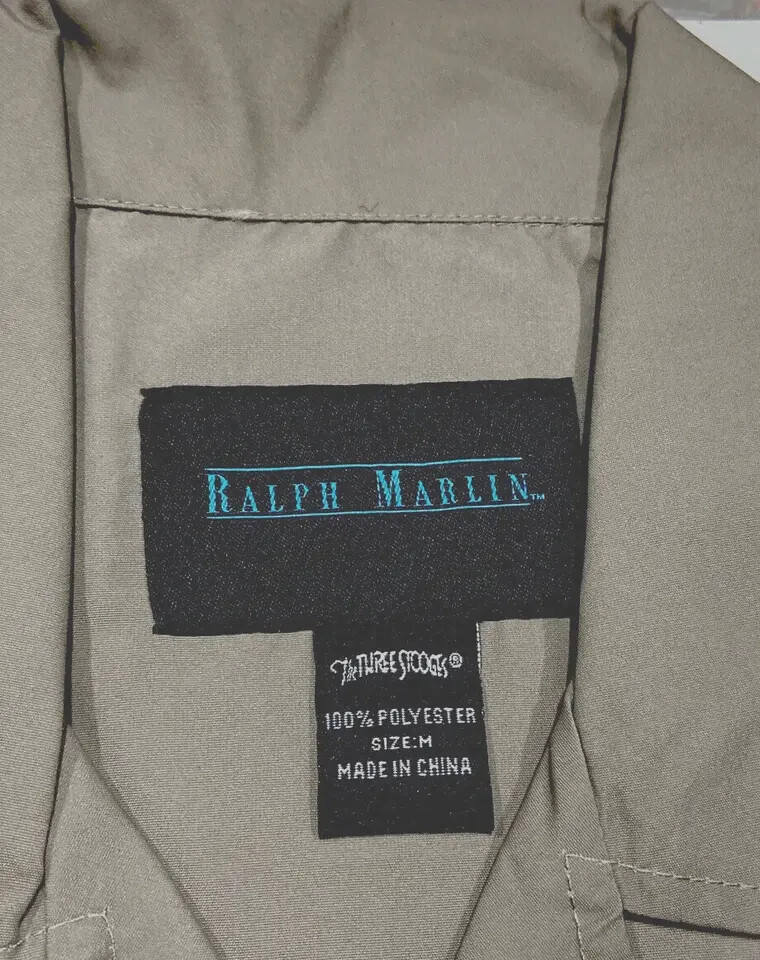 RALPH MARLIN™
The THREE STOOGES®
100% POLYESTER
SIZE:M
MADE IN CHINA